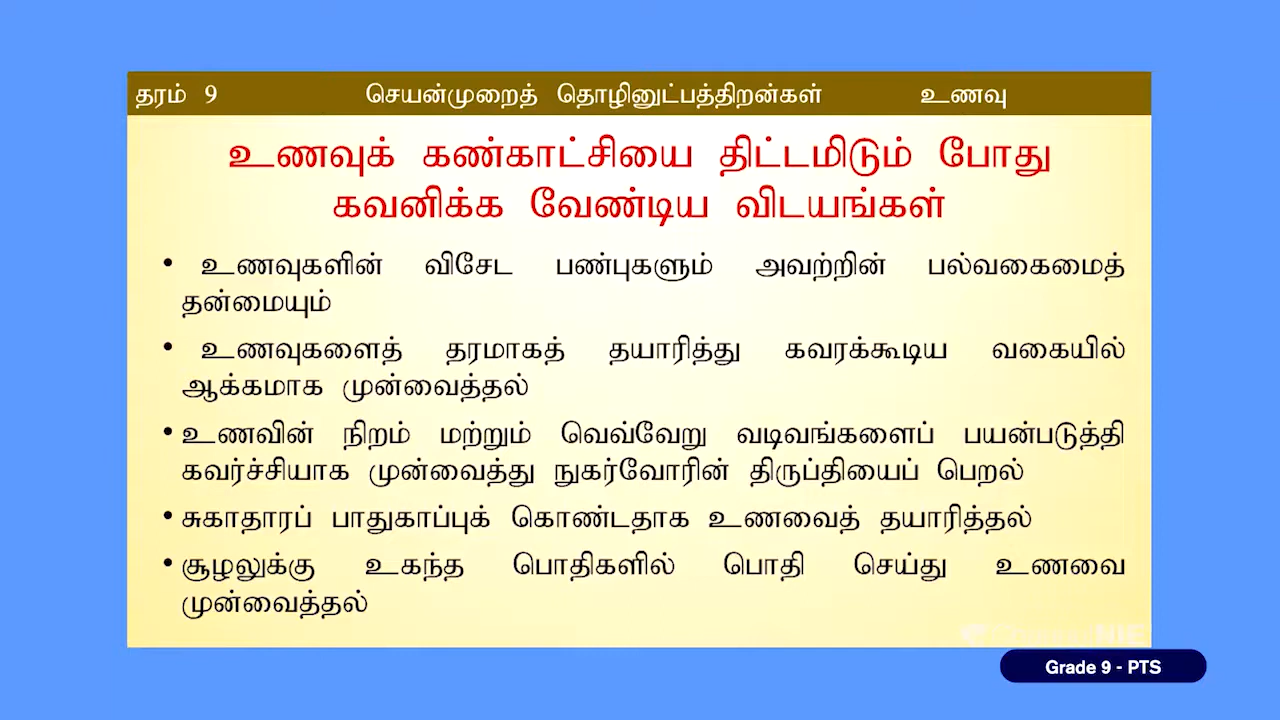 தரம் 9 செயன்முறைத் தொழினுட்பத்திறன்கள் உணவு
உணவுக் கண்காட்சியை திட்டமிடும் போது
கவனிக்க வேண்டிய விடயங்கள்
• உணவுகளின் விசேட பண்புகளும் அவற்றின் பல்வகைமைத்
தன்மையும்
• உணவுகளைத் தரமாகத் தயாரித்து கவரக்கூடிய வகையில்
ஆக்கமாக முன்வைத்தல்
• உணவின் நிறம் மற்றும் வெவ்வேறு வடிவங்களைப் பயன்படுத்தி
கவர்ச்சியாக முன்வைத்து நுகர்வோரின் திருப்தியைப் பெறல்
• சுகாதாரப் பாதுகாப்புக் கொண்டதாக உணவைத் தயாரித்தல்
• சூழலுக்கு உகந்த பொதிகளில் பொதி செய்து உணவை
முன்வைத்தல்
Grade 9 - PTS